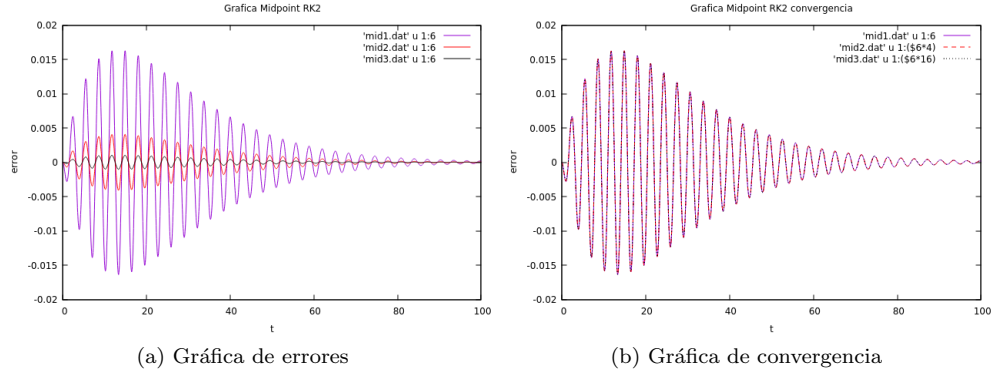 Grafica Midpoint RK2
'mid1.dat' u 1:6
'mid2.dat' u 1:6
'mid3.dat' u 1:6
0.02
0.015
0.01
0.005
0
-0.005
-0.01
-0.015
-0.02
error
0 20 40 60 80 100
t
(a) Gráfica de errores
Grafica Midpoint RK2 convergencia
'mid1.dat' u 1:6
'mid2.dat' u 1:($6*4)
'mid3.dat' u 1:($6*16)
0.02
0.015
0.01
0.005
0
-0.005
-0.01
-0.015
-0.02
error
0 20 40 60 80 100
t
(b) Gráfica de convergencia